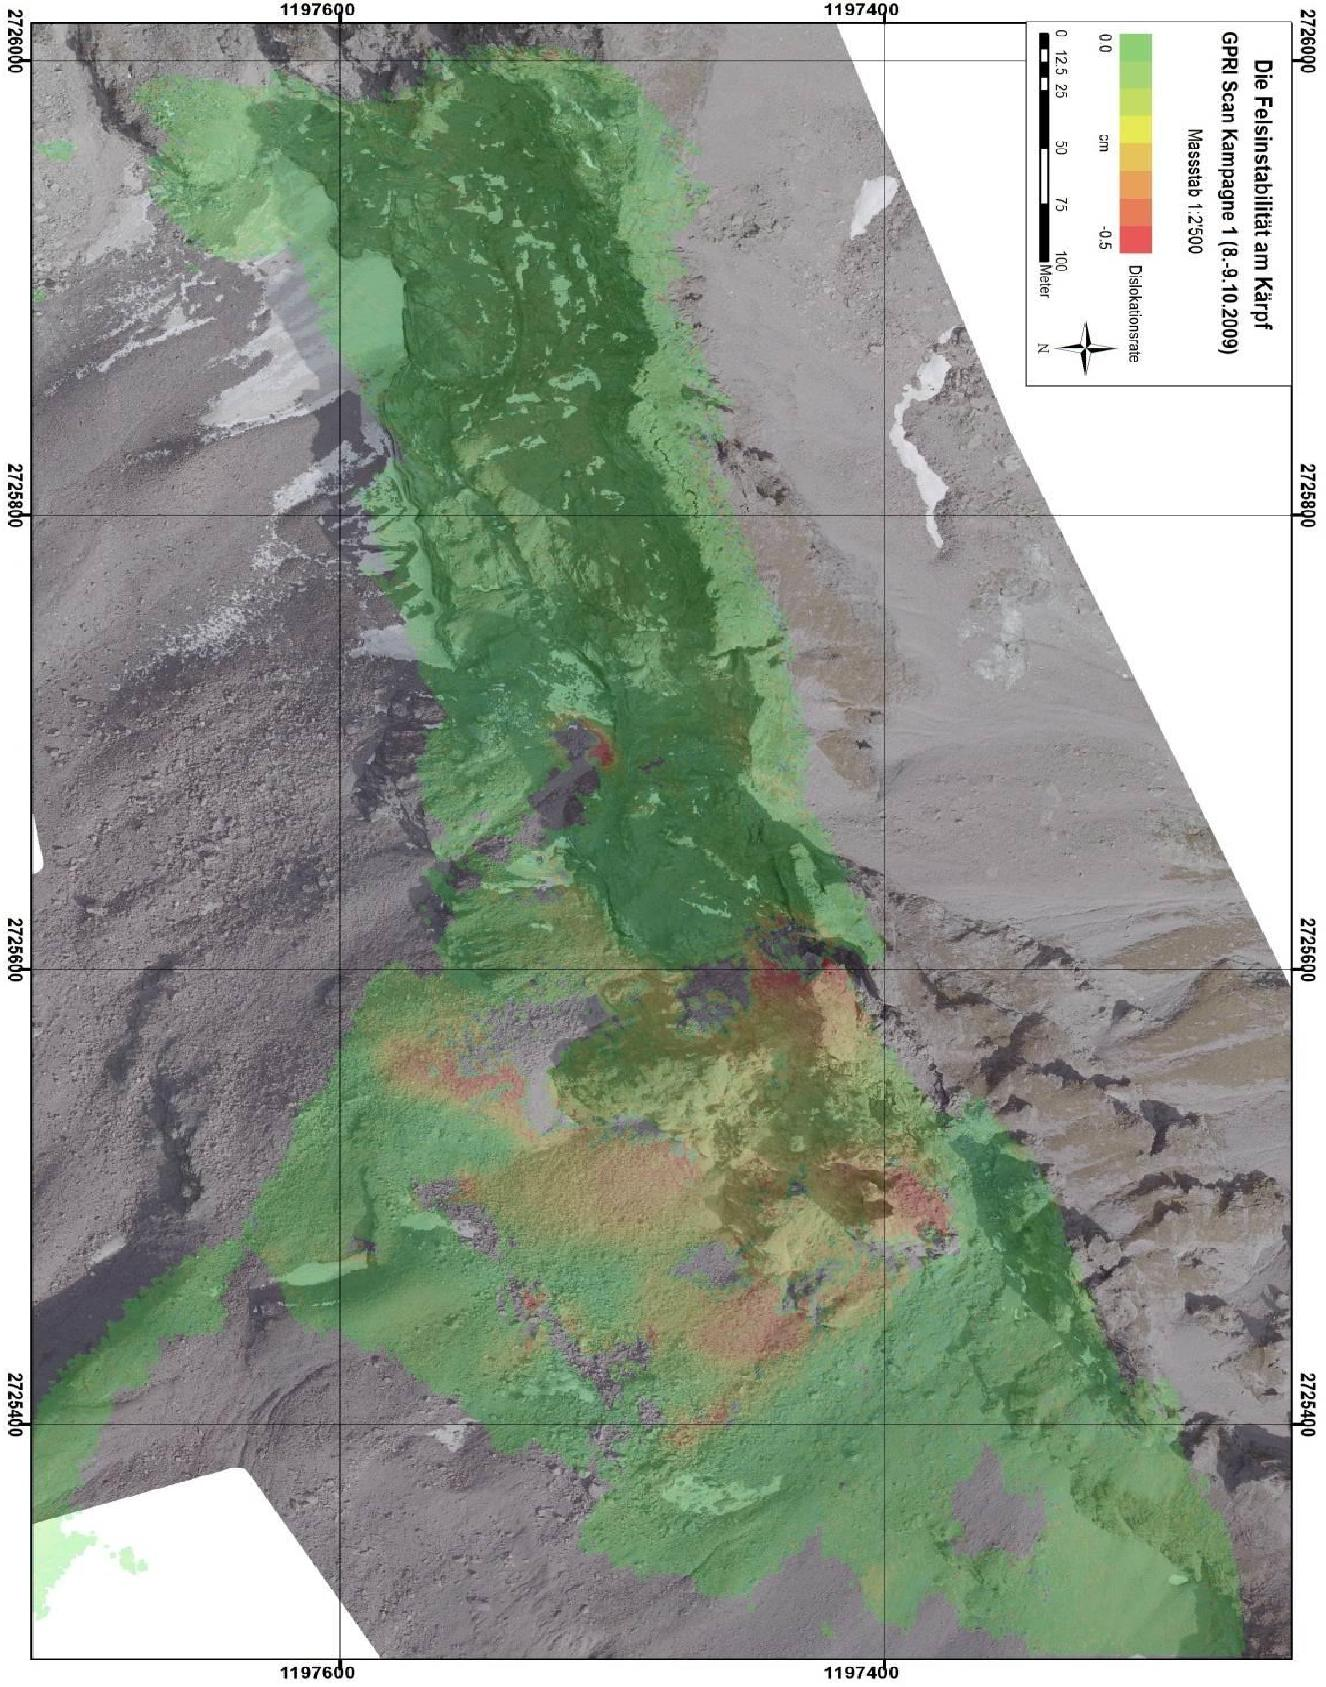 1197600
1197400
2726000
2726000
Die Felsinstabilität am Kärpf
GPRI Scan Kampagne 1 (8.-9.10.2009)
Massstab 1:2'500
Dislokationsrate
0.0 cm -0.5
0 12.5 25 50 75 100
Meter
N
2725800
2725800
2725600
2725600
2725400
2725400
1197600
1197400